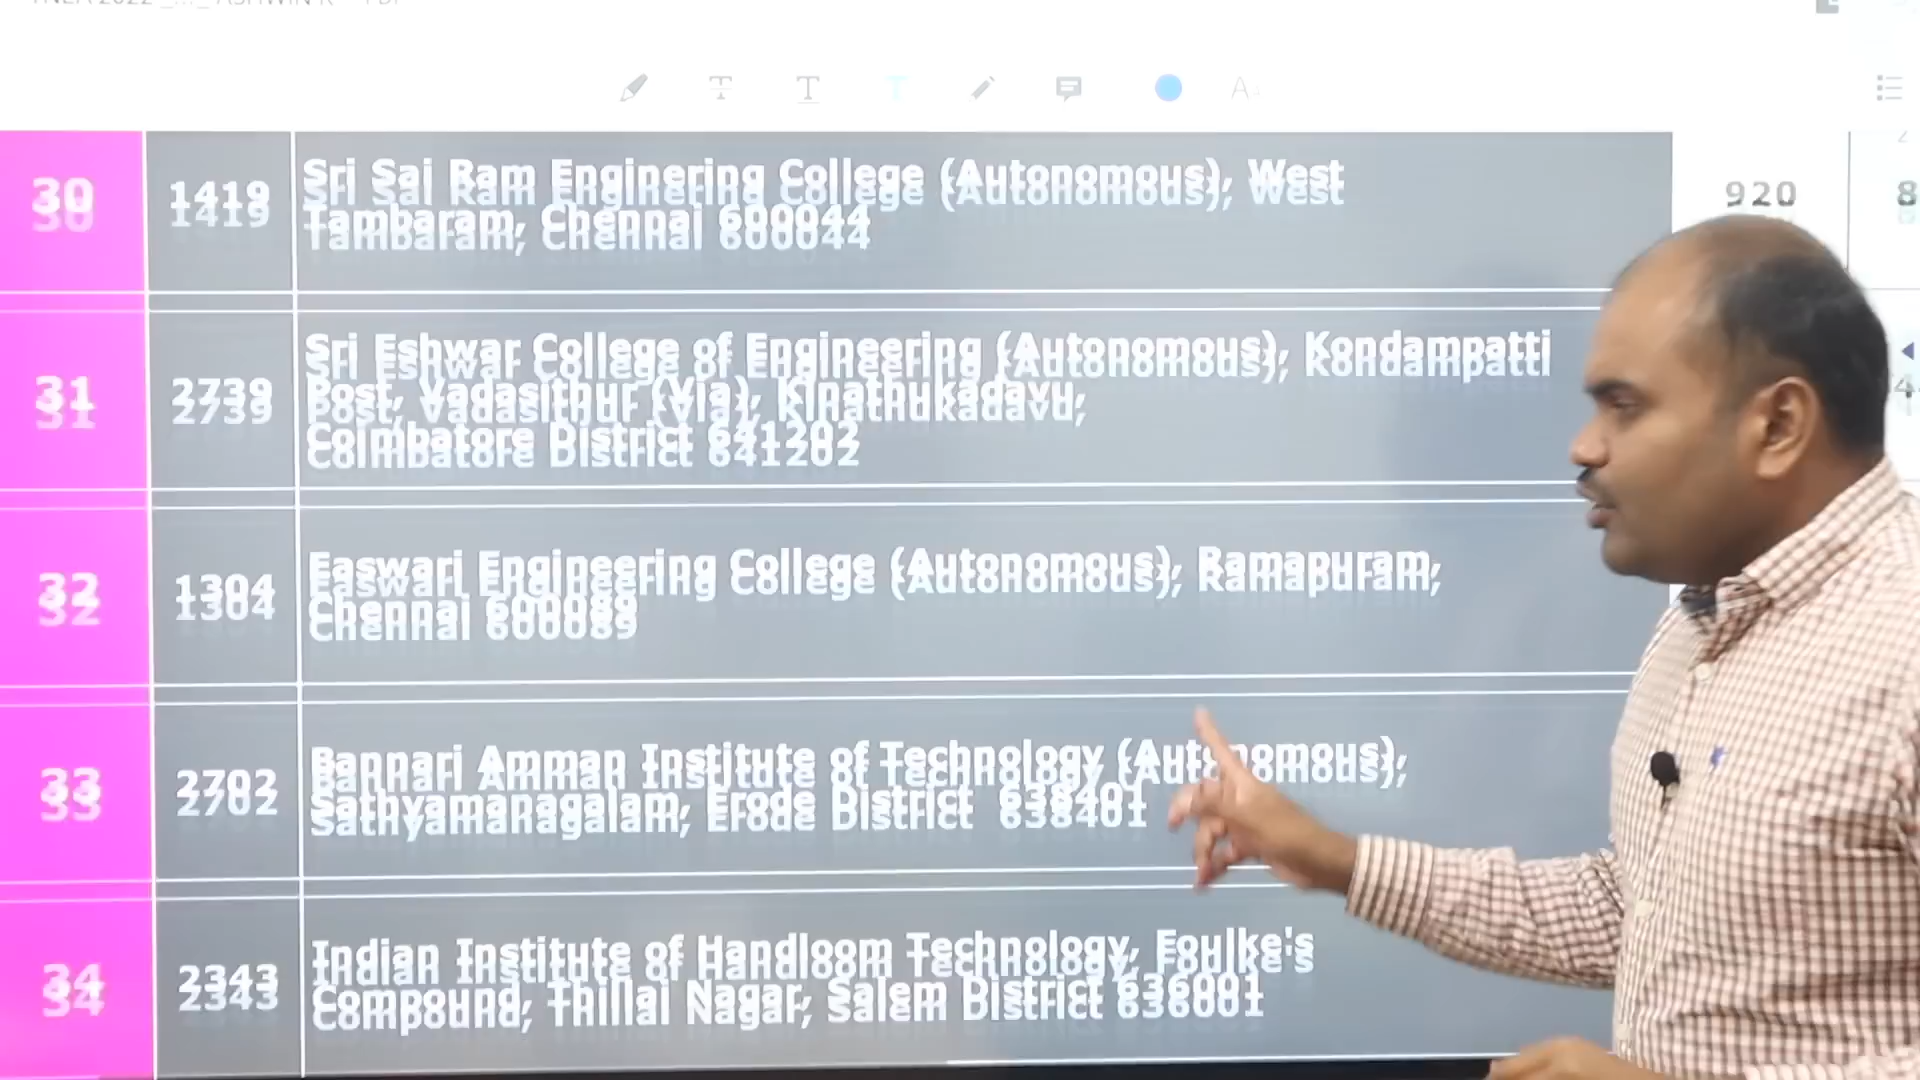 30 1419 Sri Sai Ram Enginering College (Autonomous), West
Tambaram, Chennai 600044
920 8
31 2739 Sri Eshwar College of Engineering (Autonomous), Kondampatti
Post, Vadasithur (Via), Kinathukadavu,
Coimbatore District 641202
32 1304 Easwari Engineering College (Autonomous), Ramapuram,
Chennai 600089
33 2702 Bannari Amman Institute of Technology (Autonomous),
Sathyamanagalam, Erode District 638401
34 2343 Indian Institute of Handloom Technology, Foulke's
Compound, Thillai Nagar, Salem District 636001